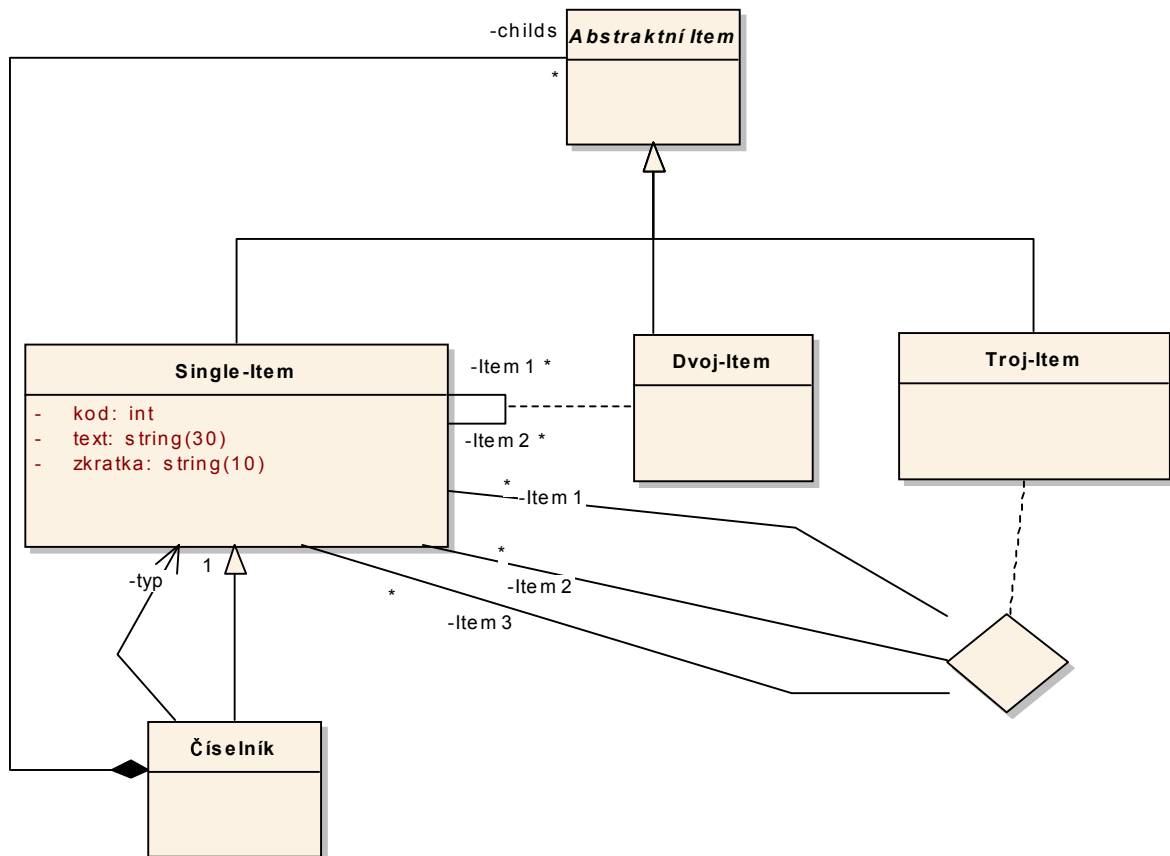 -childs
Abstraktní Item
*
Single-Item
- kod: int
- text: string(30)
- zkratka: string(10)
-Item 1 *
-Item 2 *
Dvoj-Item
Troj-Item
*
-Item 1
*
-Item 2
*
-Item 3
-typ
1
Číselník